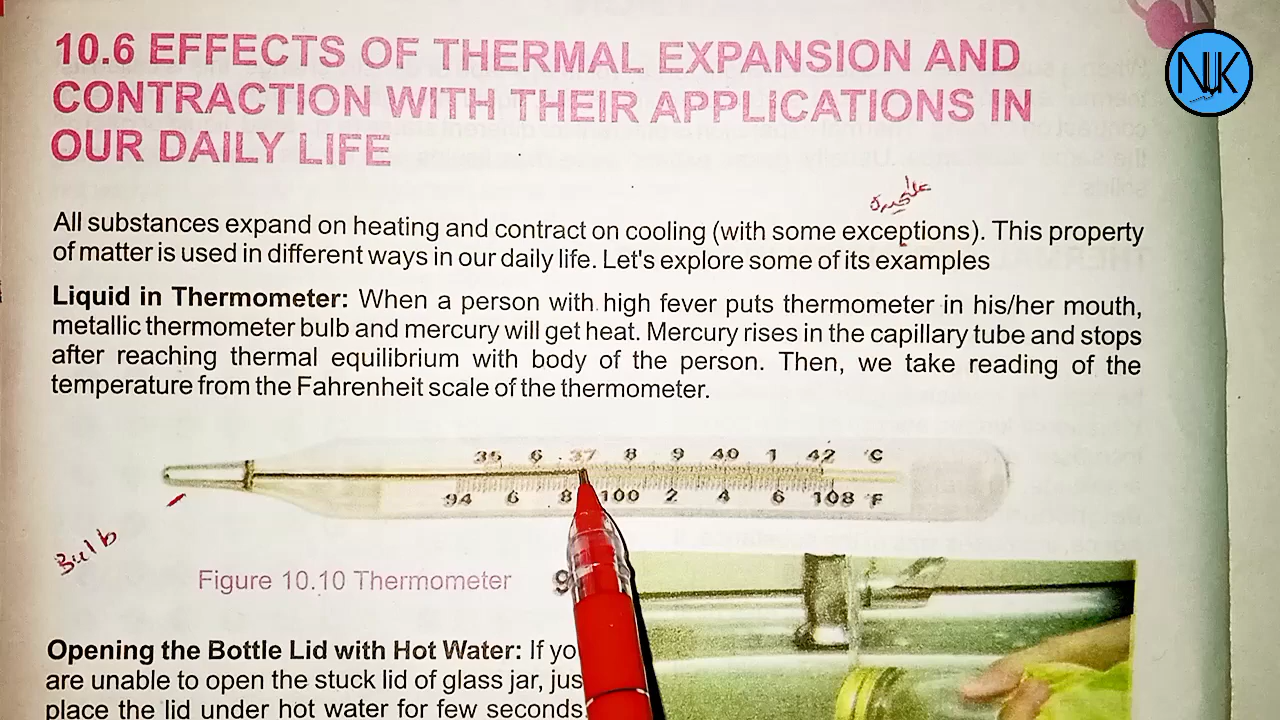 10.6 EFFECTS OF THERMAL EXPANSION AND
CONTRACTION WITH THEIR APPLICATIONS IN
OUR DAILY LIFE
NJK
All substances expand on heating and contract on cooling (with some exceptions). This property
of matter is used in different ways in our daily life. Let's explore some of its examples
Liquid in Thermometer: When a person with high fever puts thermometer in his/her mouth,
metallic thermometer bulb and mercury will get heat. Mercury rises in the capillary tube and stops
after reaching thermal equilibrium with body of the person. Then, we take reading of the
temperature from the Fahrenheit scale of the thermometer.
35 6 37 8 9 40 1 42 °C
94 6 8 100 2 4 6 108 °F
Bulb
Figure 10.10 Thermometer
Opening the Bottle Lid with Hot Water: If yo
are unable to open the stuck lid of glass jar, jus
place the lid under hot water for few seconds